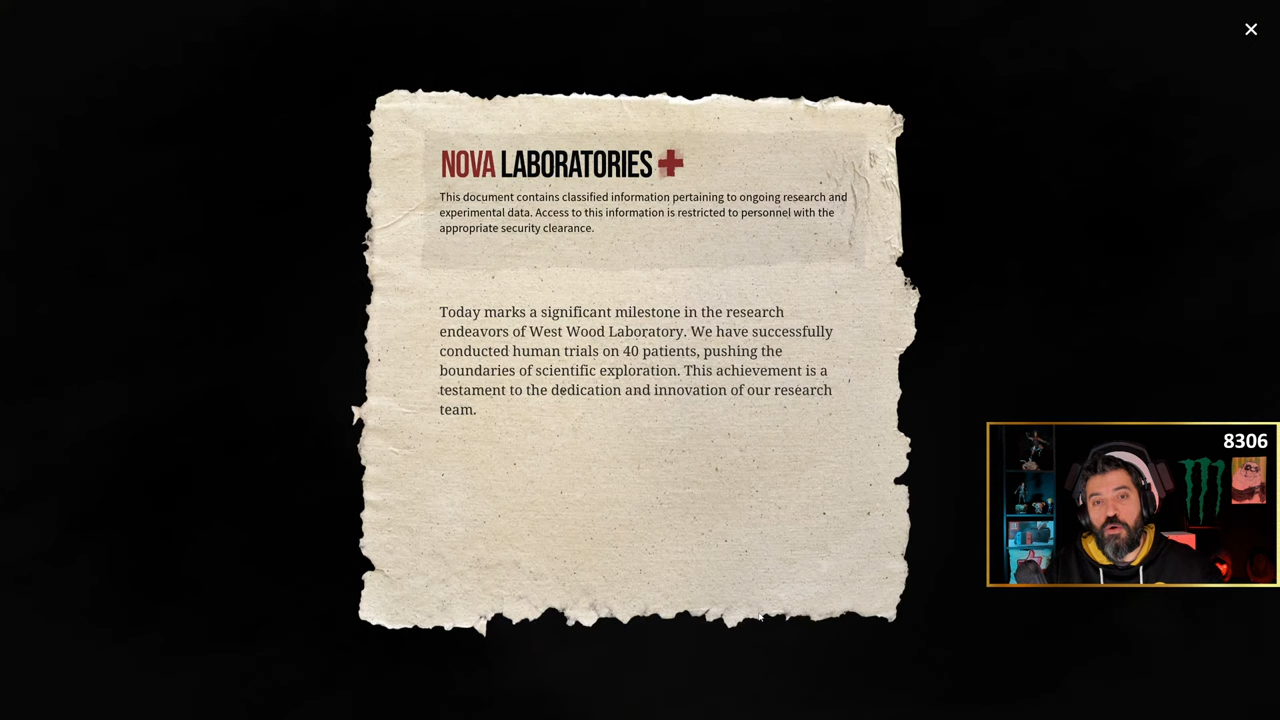 NOVA LABORATORIES
This document contains classified information pertaining to ongoing research and
experimental data. Access to this information is restricted to personnel with the
appropriate security clearance.
Today marks a significant milestone in the research
endeavors of West Wood Laboratory. We have successfully
conducted human trials on 40 patients, pushing the
boundaries of scientific exploration. This achievement is a
testament to the dedication and innovation of our research
team.
8306